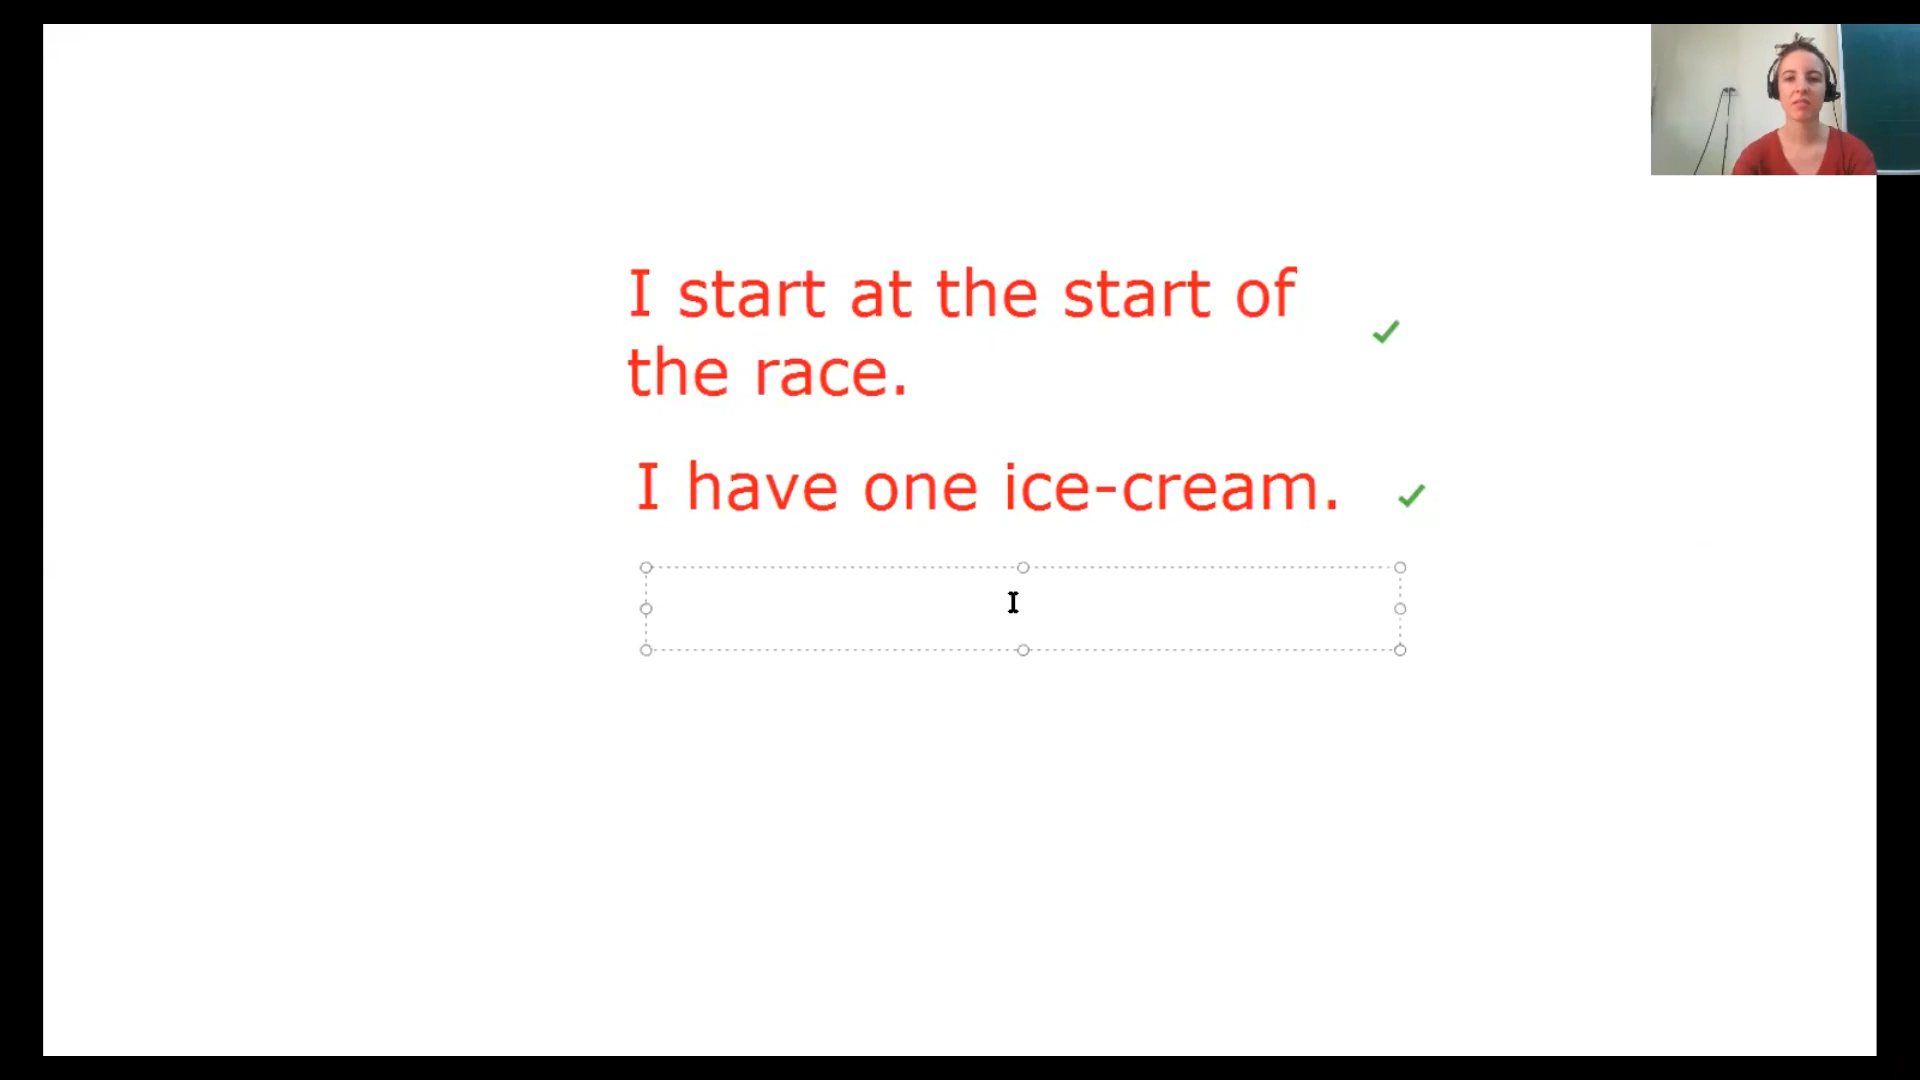 I start at the start of
the race.
I have one ice-cream.